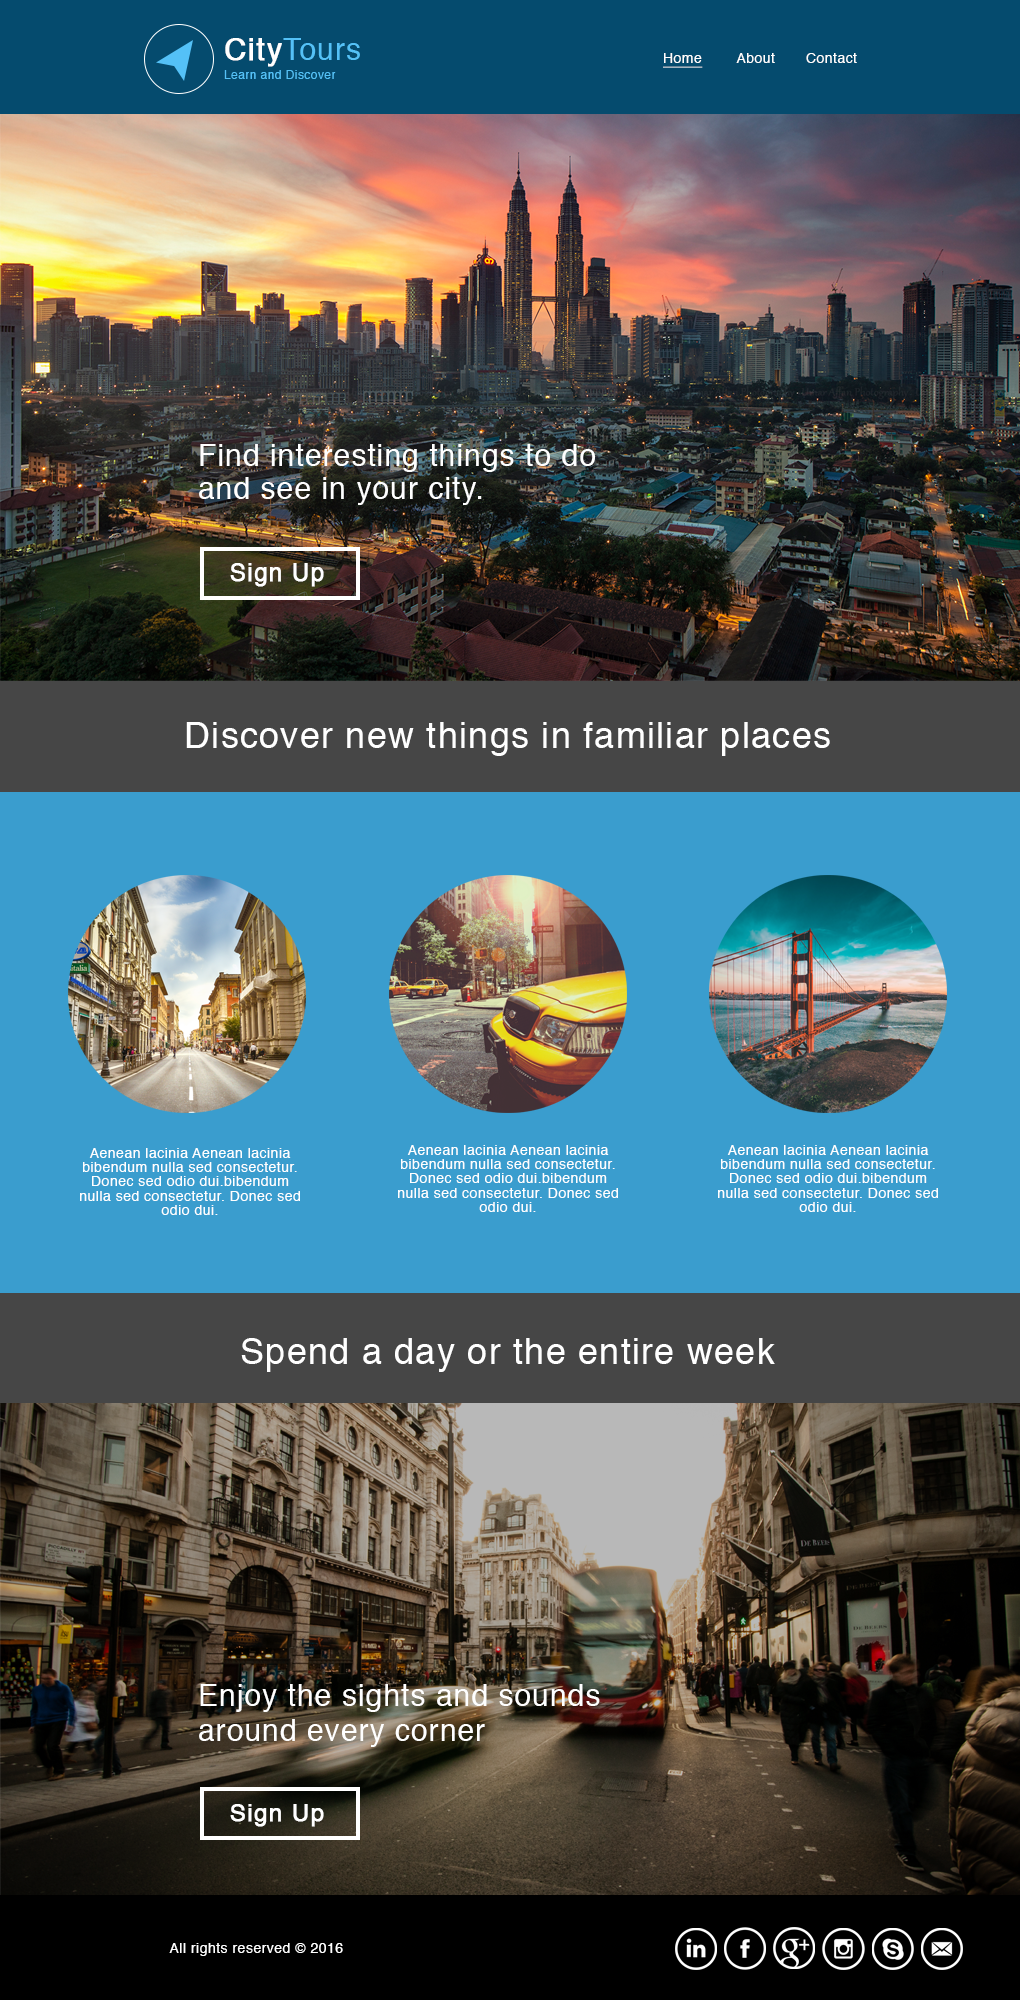 CityTours
Learn and Discover
Home About Contact
Find interesting things to do
and see in your city.
Sign Up
Discover new things in familiar places
Aenean lacinia Aenean lacinia
bibendum nulla sed consectetur.
Donec sed odio dui.bibendum
nulla sed consectetur. Donec sed
odio dui.
Aenean lacinia Aenean lacinia
bibendum nulla sed consectetur.
Donec sed odio dui.bibendum
nulla sed consectetur. Donec sed
odio dui.
Aenean lacinia Aenean lacinia
bibendum nulla sed consectetur.
Donec sed odio dui.bibendum
nulla sed consectetur. Donec sed
odio dui.
Spend a day or the entire week
DE BEERS
DE BEERS
Enjoy the sights and sounds
around every corner
Sign Up
All rights reserved © 2016
in f g+ S